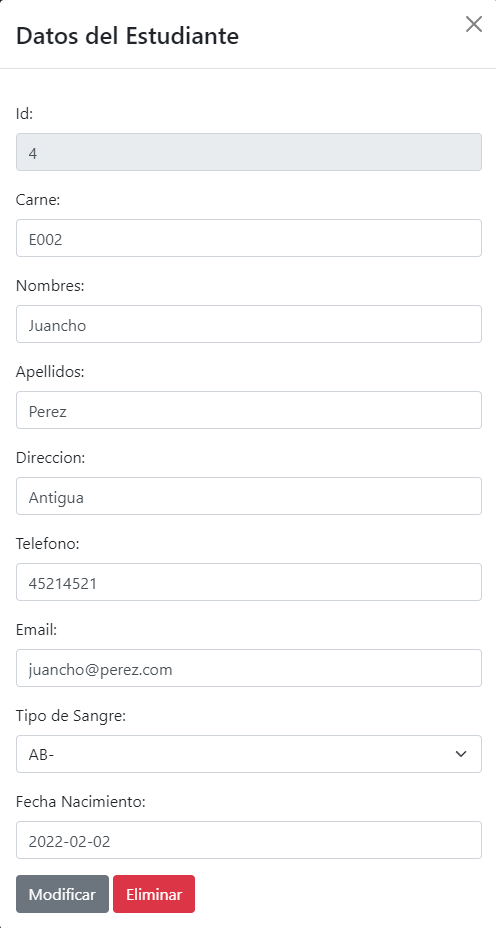 Datos del Estudiante
Id:
4
Carne:
E002
Nombres:
Juancho
Apellidos:
Perez
Direccion:
Antigua
Telefono:
45214521
Email:
juancho@perez.com
Tipo de Sangre:
AB-
Fecha Nacimiento:
2022-02-02
Modificar Eliminar